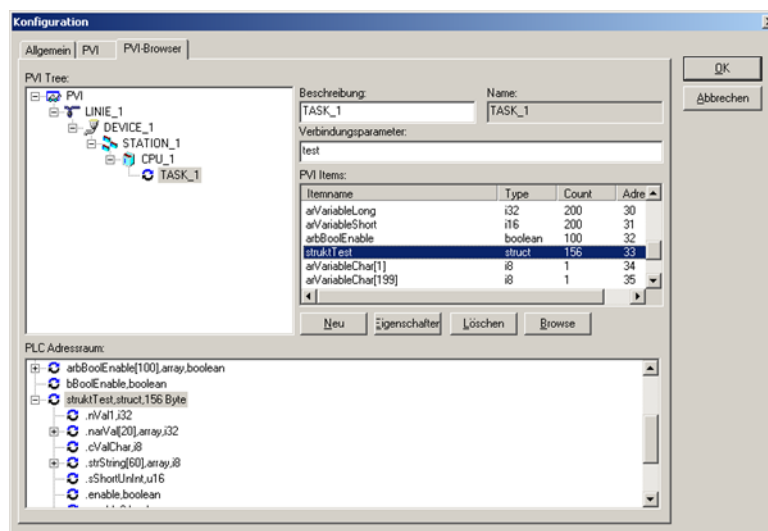 Konfiguration
Allgemein PVI PVI-Browser
OK
Abbrechen
PVI Tree:
PVI
LINIE_1
DEVICE_1
STATION_1
CPU_1
TASK_1
Beschreibung: Name:
TASK_1 TASK_1
Verbindungsparameter:
test
PVI Items:
Itemname Type Count Adre
arVariableLong i32 200 30
arVariableShort i16 200 31
arbBoolEnable boolean 100 32
struktTest struct 156 33
arVariableChar[1] i8 1 34
arVariableChar[199] i8 1 35
Neu Eigenschafter Löschen Browse
PLC Adressraum:
arbBoolEnable[100],array,boolean
bBoolEnable,boolean
struktTest,struct,156 Byte
.nVal1,i32
.narVal[20],array,i32
.cValChar,i8
.strString[60],array,i8
.sShortUnInt,u16
.enable,boolean